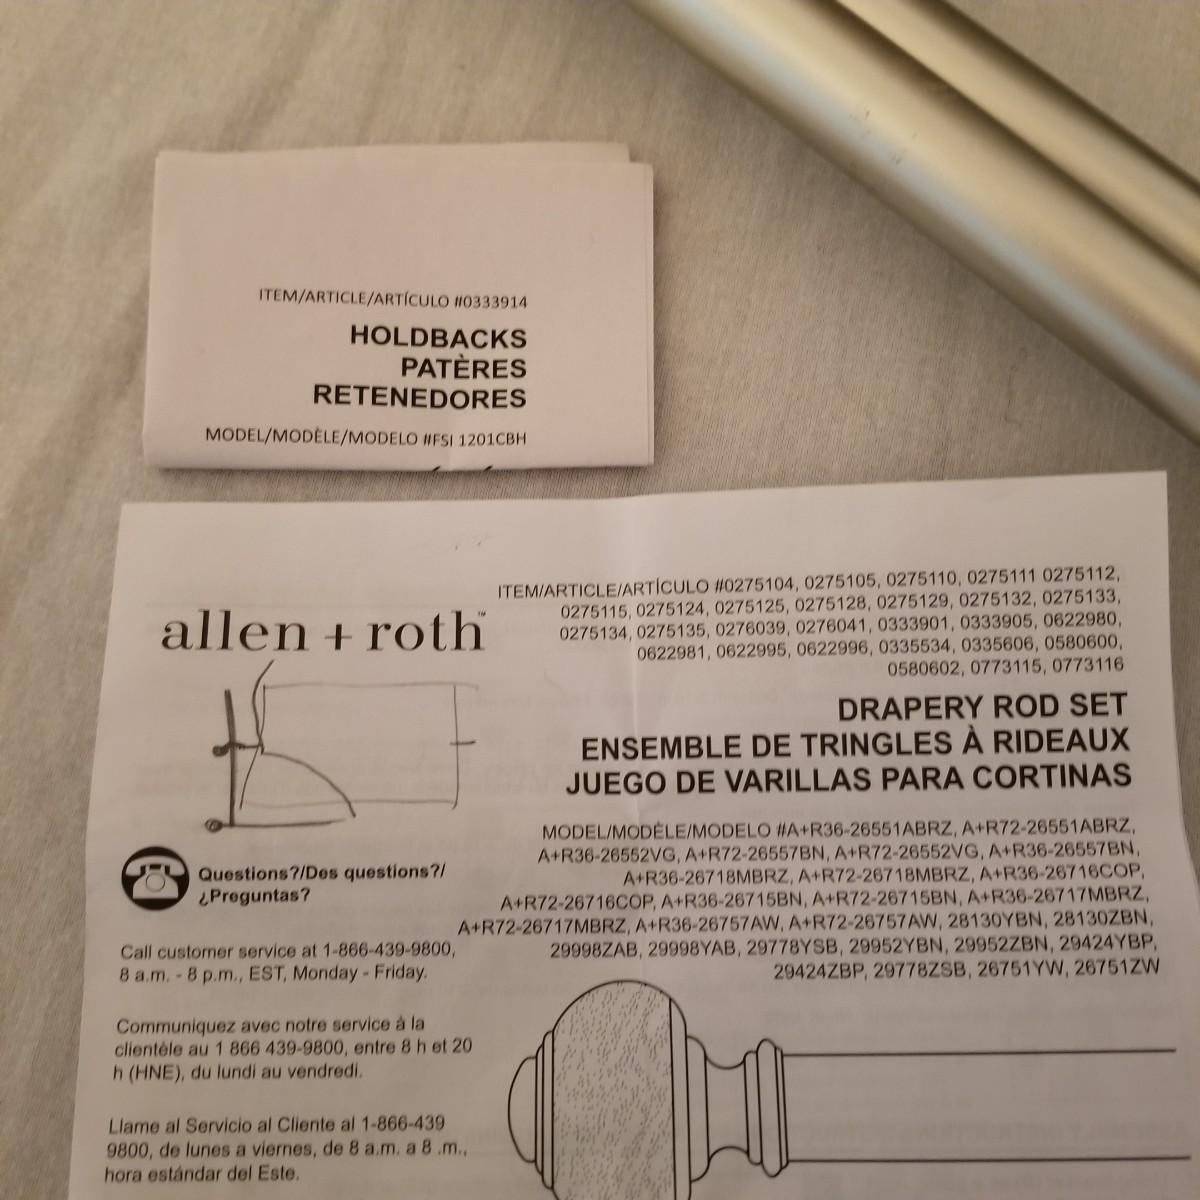 ITEM/ARTICLE/ARTÍCULO #0333914
HOLDBACKS
PATÈRES
RETENEDORES
MODEL/MODÈLE/MODELO #FSI 1201CBH
allen + roth™
ITEM/ARTICLE/ARTÍCULO #0275104, 0275105, 0275110, 0275111 0275112,
0275115, 0275124, 0275125, 0275128, 0275129, 0275132, 0275133,
0275134, 0275135, 0276039, 0276041, 0333901, 0333905, 0622980,
0622981, 0622995, 0622996, 0335534, 0335606, 0580600,
0580602, 0773115, 0773116
DRAPERY ROD SET
ENSEMBLE DE TRINGLES À RIDEAUX
JUEGO DE VARILLAS PARA CORTINAS
MODEL/MODÈLE/MODELO #A+R36-26551ABRZ, A+R72-26551ABRZ,
A+R36-26552VG, A+R72-26557BN, A+R72-26552VG, A+R36-26557BN,
A+R36-26718MBRZ, A+R72-26718MBRZ, A+R36-26716COP,
A+R72-26716COP, A+R36-26715BN, A+R72-26715BN, A+R36-26717MBRZ,
A+R72-26717MBRZ, A+R36-26757AW, A+R72-26757AW, 28130YBN, 28130ZBN,
29998ZAB, 29998YAB, 29778YSB, 29952YBN, 29952ZBN, 29424YBP,
29424ZBP, 29778ZSB, 26751YW, 26751ZW
Questions?/Des questions?/
¿Preguntas?
Call customer service at 1-866-439-9800,
8 a.m. - 8 p.m., EST, Monday - Friday.
Communiquez avec notre service à la
clientèle au 1 866 439-9800, entre 8 h et 20
h (HNE), du lundi au vendredi.
Llame al Servicio al Cliente al 1-866-439
9800, de lunes a viernes, de 8 a.m. a 8 .m.,
hora estándar del Este.